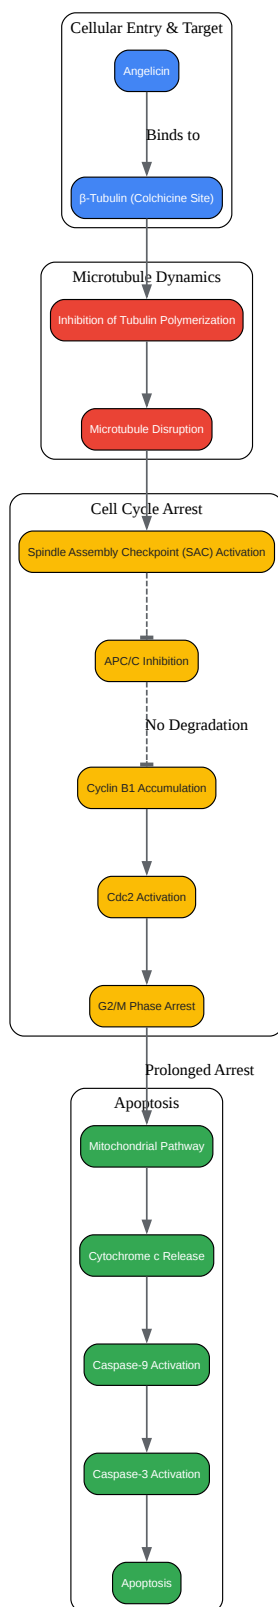 Cellular Entry & Target
Angelicin
Binds to
β-Tubulin (Colchicine Site)
Microtubule Dynamics
Inhibition of Tubulin Polymerization
Microtubule Disruption
Cell Cycle Arrest
Spindle Assembly Checkpoint (SAC) Activation
APC/C Inhibition
No Degradation
Cyclin B1 Accumulation
Cdc2 Activation
G2/M Phase Arrest
Prolonged Arrest
Apoptosis
Mitochondrial Pathway
Cytochrome c Release
Caspase-9 Activation
Caspase-3 Activation
Apoptosis